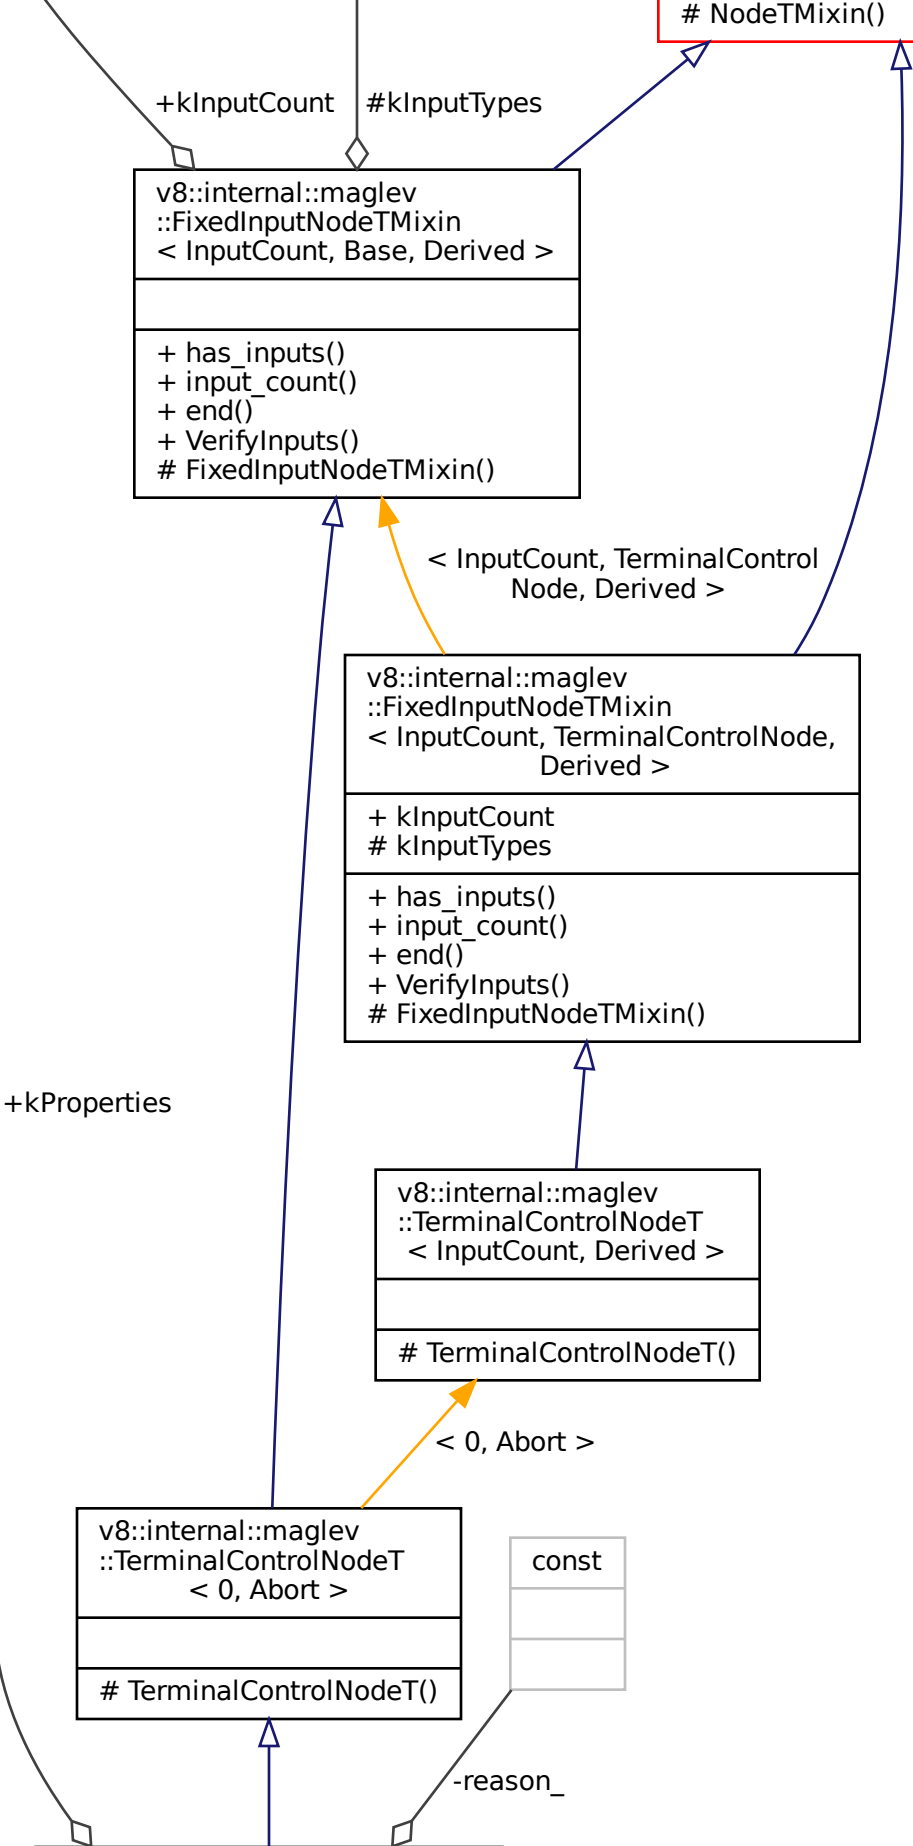 # NodeTMixin()
+kInputCount
#kInputTypes
v8::internal::maglev
::FixedInputNodeTMixin
< InputCount, Base, Derived >
+ has_inputs()
+ input_count()
+ end()
+ VerifyInputs()
# FixedInputNodeTMixin()
< InputCount, TerminalControl
Node, Derived >
v8::internal::maglev
::FixedInputNodeTMixin
< InputCount, TerminalControlNode,
Derived >
+ kInputCount
# kInputTypes
+ has_inputs()
+ input_count()
+ end()
+ VerifyInputs()
# FixedInputNodeTMixin()
+kProperties
v8::internal::maglev
::TerminalControlNodeT
< InputCount, Derived >
# TerminalControlNodeT()
< 0, Abort >
v8::internal::maglev
::TerminalControlNodeT
< 0, Abort >
# TerminalControlNodeT()
const
-reason_